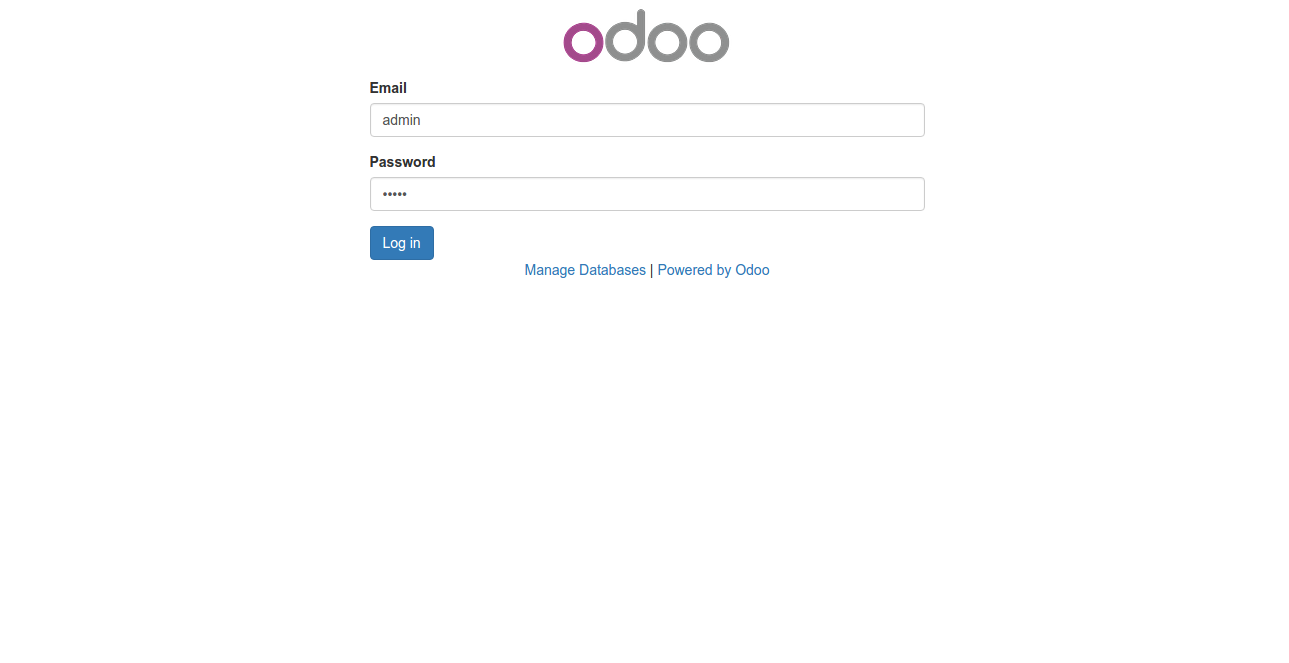 odoo
Email
admin
Password
•••••
Log in
Manage Databases | Powered by Odoo